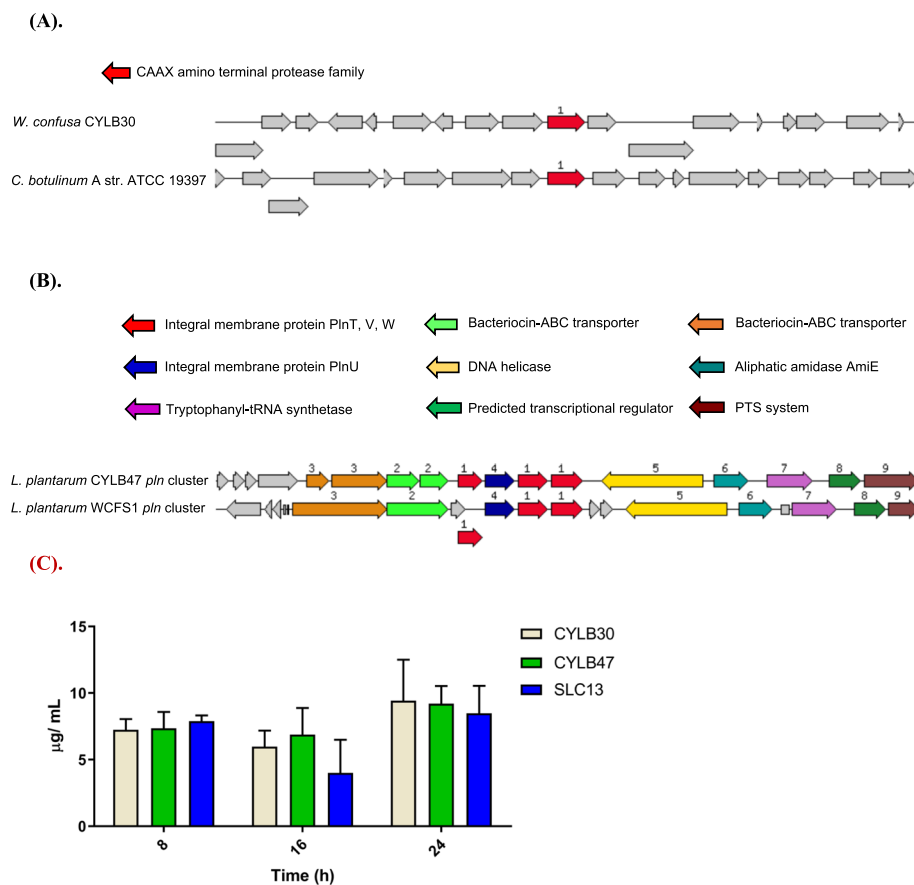 (A).
CAAX amino terminal protease family
1
W. confusa CYLB30
1
C. botulinum A str. ATCC 19397
(B).
Integral membrane protein PlnT, V, W
Bacteriocin-ABC transporter
Bacteriocin-ABC transporter
Integral membrane protein PlnU
DNA helicase
Aliphatic amidase AmiE
Tryptophanyl-tRNA synthetase
Predicted transcriptional regulator
PTS system
3 3 2 2 1 4 1 1 5 6 7 8 9
L. plantarum CYLB47 pln cluster
3 2 4 1 1 5 6 7 8 9
L. plantarum WCFS1 pln cluster
1
(C).
15
10
5
0
µg/ mL
CYLB30
CYLB47
SLC13
8
16
24
Time (h)